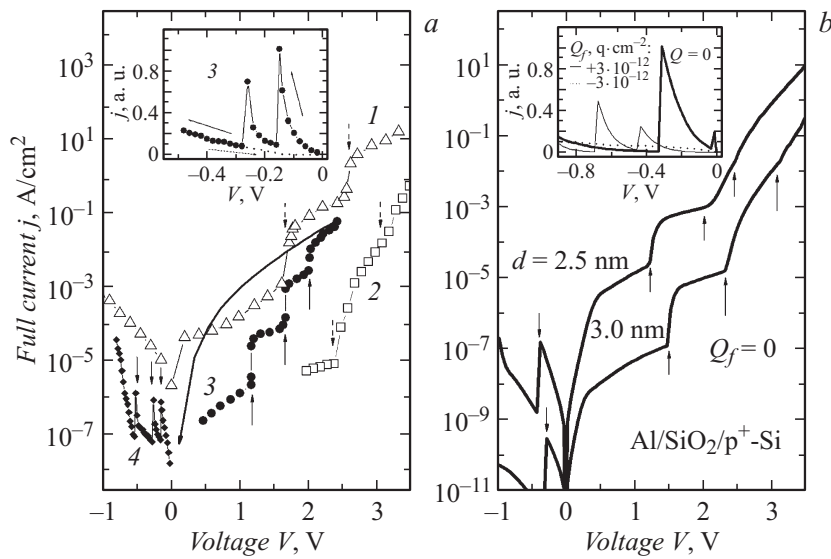 a
Full current j, A/cm²
10³
10¹
10⁻¹
10⁻³
10⁻⁵
10⁻⁷
−1
0
1
2
3
Voltage V, V
1
2
3
4
3
j, a. u.
0.8
0.4
0
−0.4
−0.2
0
V, V
b
10¹
10⁻¹
10⁻³
10⁻⁵
10⁻⁷
10⁻⁹
10⁻¹¹
−1
0
1
2
3
Voltage V, V
d = 2.5 nm
3.0 nm
Q_f = 0
Al/SiO₂/p⁺-Si
Q_f, q·cm⁻²:
+3·10⁻¹²
−3·10⁻¹²
Q = 0
j, a. u.
0.8
0.4
0
−0.8
−0.4
0
V, V